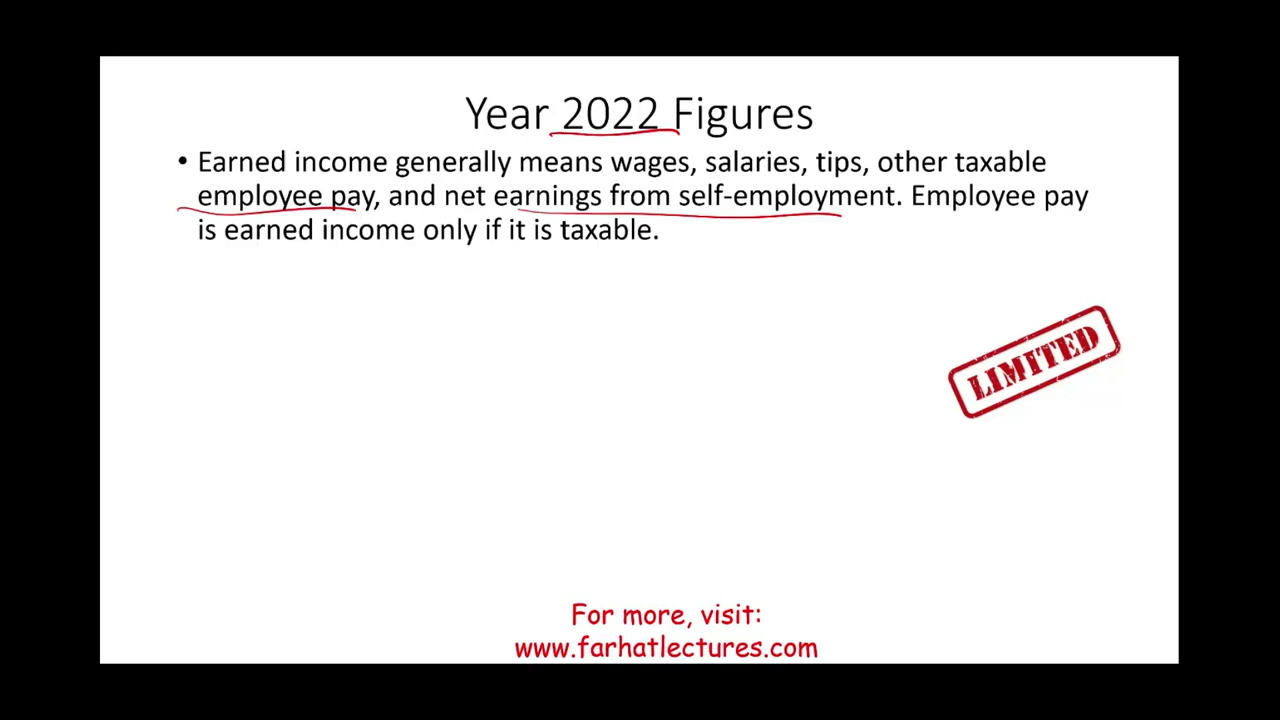 Year 2022 Figures
• Earned income generally means wages, salaries, tips, other taxable
employee pay, and net earnings from self-employment. Employee pay
is earned income only if it is taxable.
LIMITED
For more, visit:
www.farhatlectures.com